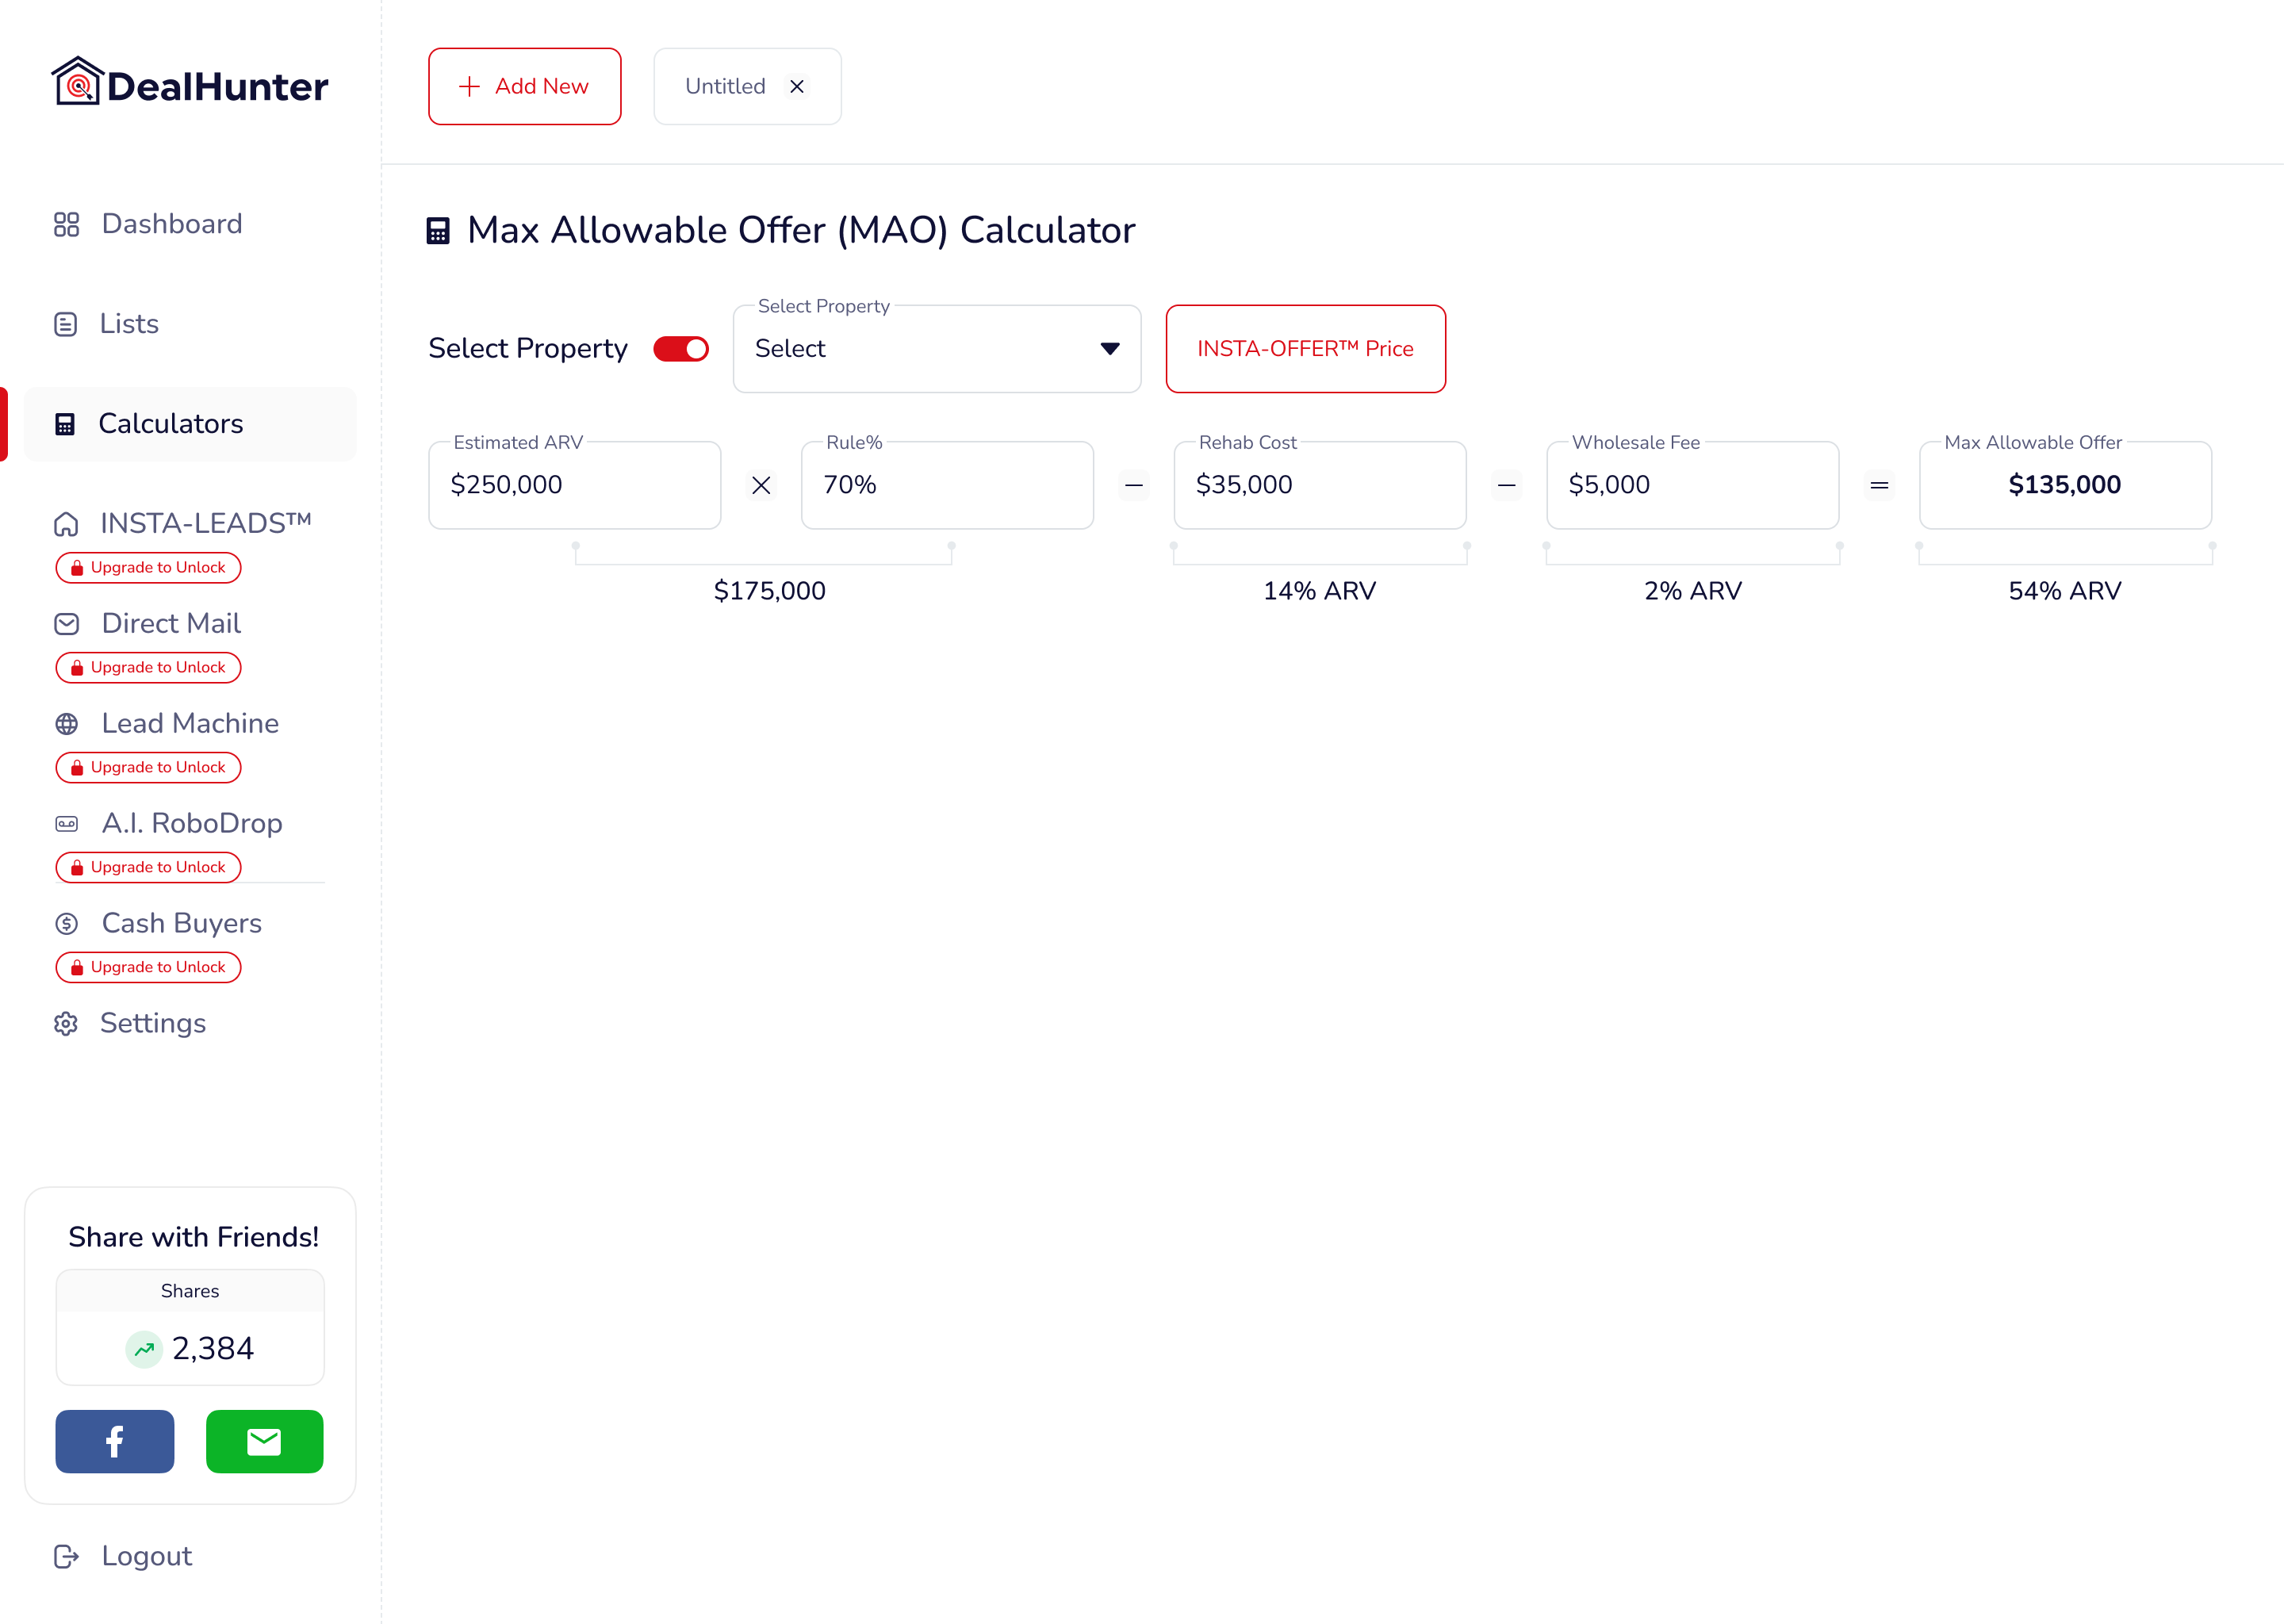 DealHunter
Dashboard
Lists
Calculators
INSTA-LEADS™
Upgrade to Unlock
Direct Mail
Upgrade to Unlock
Lead Machine
Upgrade to Unlock
A.I. RoboDrop
Upgrade to Unlock
Cash Buyers
Upgrade to Unlock
Settings
Share with Friends!
Shares
2,384
Logout
Add New
Untitled
Max Allowable Offer (MAO) Calculator
Select Property
Select Property
Select
INSTA-OFFER™ Price
Estimated ARV
$250,000
×
Rule%
70%
–
Rehab Cost
$35,000
–
Wholesale Fee
$5,000
=
Max Allowable Offer
$135,000
$175,000
14% ARV
2% ARV
54% ARV